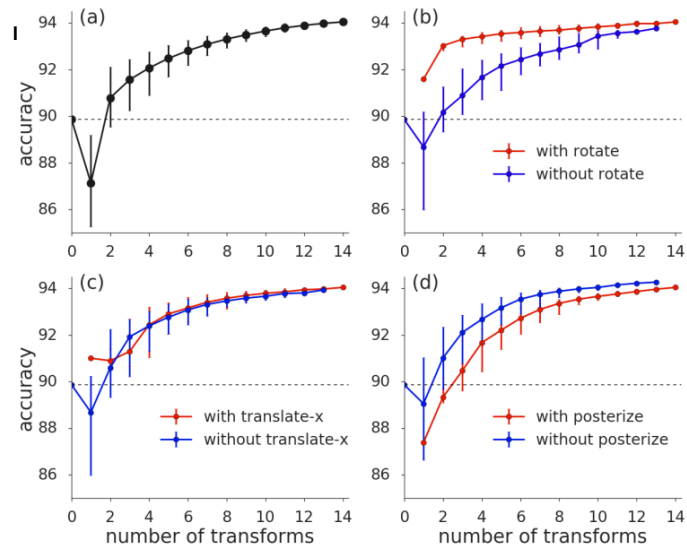 (a)
(b)
94
92
90
88
86
accuracy
0 2 4 6 8 10 12 14
94
92
90
88
86
with rotate
without rotate
0 2 4 6 8 10 12 14
(c)
(d)
94
92
90
88
86
accuracy
with translate-x
without translate-x
0 2 4 6 8 10 12 14
number of transforms
94
92
90
88
86
with posterize
without posterize
0 2 4 6 8 10 12 14
number of transforms